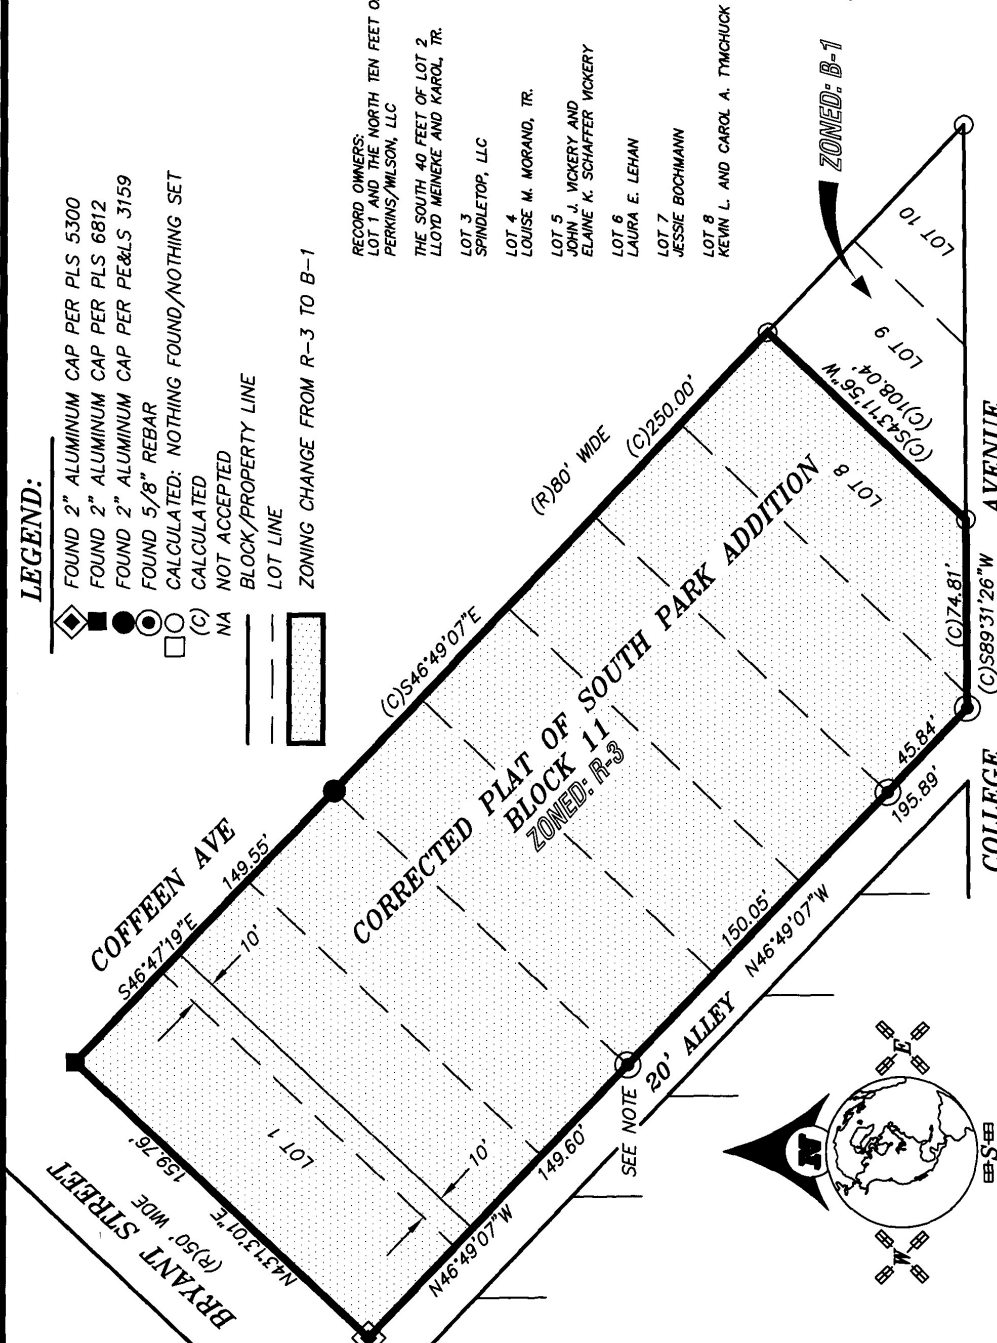 LEGEND:
FOUND 2" ALUMINUM CAP PER PLS 5300
FOUND 2" ALUMINUM CAP PER PLS 6812
FOUND 2" ALUMINUM CAP PER PE&LS 3159
FOUND 5/8" REBAR
CALCULATED: NOTHING FOUND/NOTHING SET
(C) CALCULATED
NA NOT ACCEPTED
BLOCK/PROPERTY LINE
LOT LINE
ZONING CHANGE FROM R-3 TO B-1
RECORD OWNERS:
LOT 1 AND THE NORTH TEN FEET O
PERKINS/WILSON, LLC
THE SOUTH 40 FEET OF LOT 2
LLOYD MEINEKE AND KAROL, TR.
LOT 3
SPINDLETOP, LLC
LOT 4
LOUISE M. MORAND, TR.
LOT 5
JOHN J. VICKERY AND
ELAINE K. SCHAFFER VICKERY
LOT 6
LAURA E. LEHAN
LOT 7
JESSIE BOCHMANN
LOT 8
KEVIN L. AND CAROL A. TYMCHUCK
ZONED: B-1
LOT 10
LOT 9
LOT 8
(C)S43°11'56"W
(C)108.04'
(R)80' WIDE
(C)250.00'
(C)S46°49'07"E
COFFEEN AVE
149.55'
S46°47'19"E
10'
CORRECTED PLAT OF SOUTH PARK ADDITION
BLOCK 11
ZONED: R-3
LOT 1
10'
BRYANT STREET
(R)50' WIDE
159.76'
N43°13'01"E
N46°49'07"W
149.60'
SEE NOTE
20' ALLEY
150.05'
N46°49'07"W
45.84'
195.89'
(C)74.81'
(C)S89°31'26"W
COLLEGE AVENUE
N
E
S
W